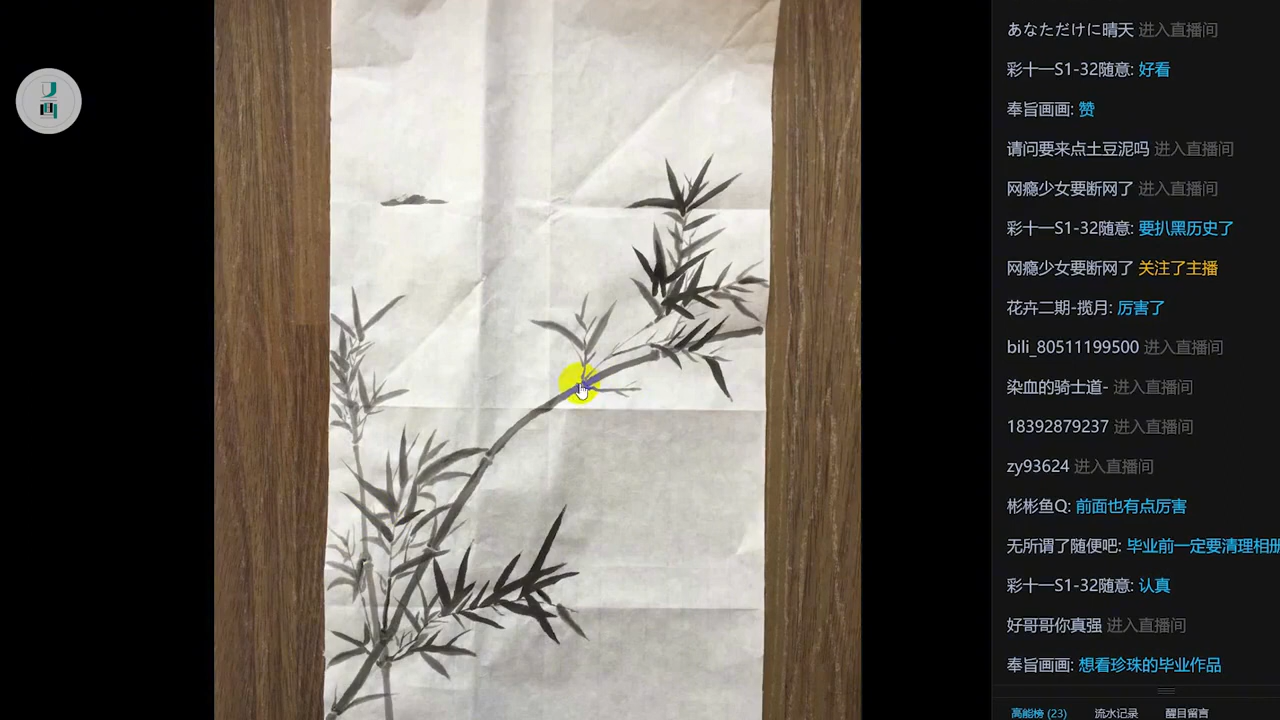 あなただけに晴天 进入直播间
彩十一S1-32随意: 好看
奉旨画画: 赞
请问要来点土豆泥吗 进入直播间
网瘾少女要断网了 进入直播间
彩十一S1-32随意: 要扒黑历史了
网瘾少女要断网了 关注了主播
花卉二期-揽月: 厉害了
bili_80511199500 进入直播间
染血的骑士道- 进入直播间
18392879237 进入直播间
zy93624 进入直播间
彬彬鱼Q: 前面也有点厉害
无所谓了随便吧: 毕业前一定要清理相册
彩十一S1-32随意: 认真
好哥哥你真强 进入直播间
奉旨画画: 想看珍珠的毕业作品
高能榜 (23) 流水记录 醒目留言